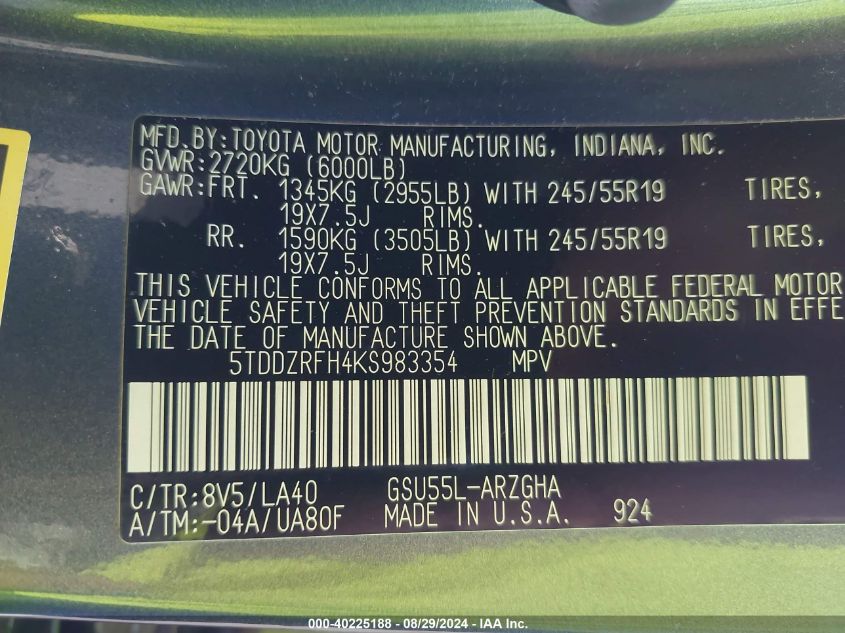 MFD. BY: TOYOTA MOTOR MANUFACTURING, INDIANA, INC.
GVWR: 2720KG (6000LB)
GAWR: FRT. 1345KG (2955LB) WITH 245/55R19 TIRES,
19X7.5J RIMS.
RR. 1590KG (3505LB) WITH 245/55R19 TIRES,
19X7.5J RIMS.
THIS VEHICLE CONFORMS TO ALL APPLICABLE FEDERAL MOTOR
VEHICLE SAFETY AND THEFT PREVENTION STANDARDS IN EFFE
THE DATE OF MANUFACTURE SHOWN ABOVE.
5TDDZRFH4KS983354 MPV
C/TR: 8V5/LA40 GSU55L-ARZGHA
A/TM: -04A/UA80F MADE IN U.S.A. 924
000-40225188 - 08/29/2024 - IAA Inc.